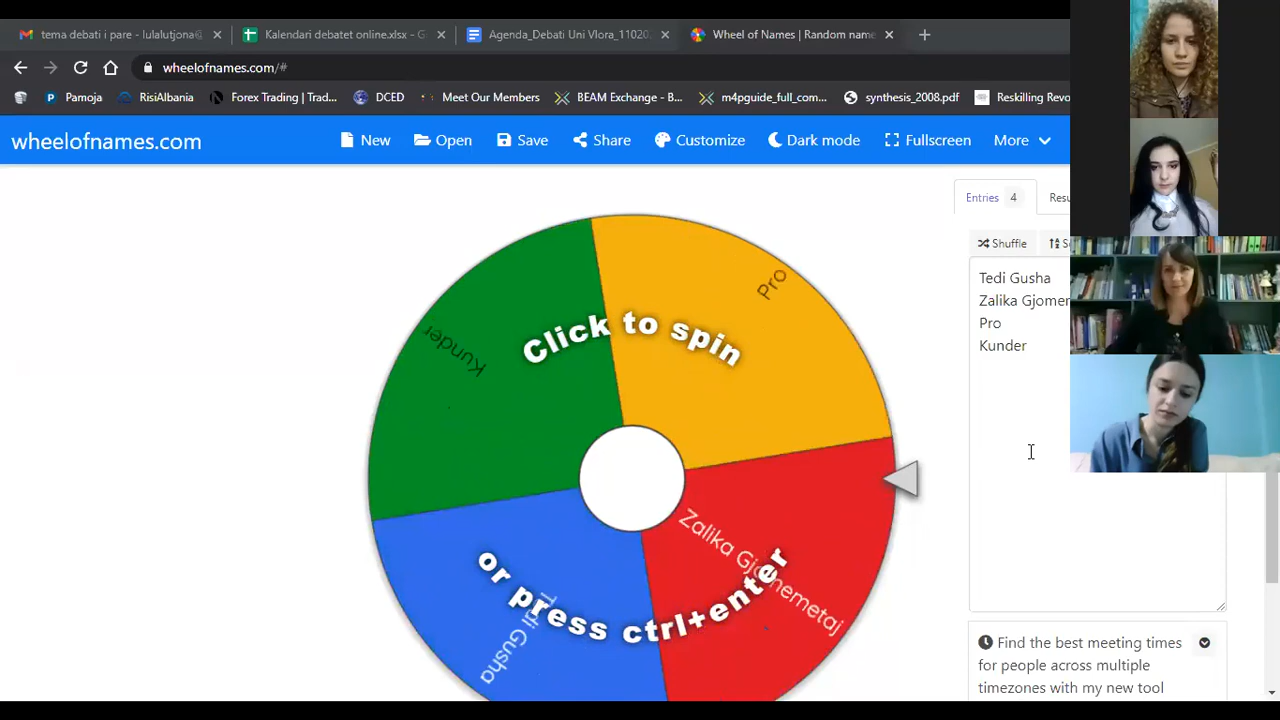 tema debati i pare - lulalutjona@
Kalendari debatet online.xlsx - G
Agenda_Debati Uni Vlora_11020
Wheel of Names | Random name
wheelofnames.com/#
Pamoja
RisiAlbania
Forex Trading | Trad...
DCED
Meet Our Members
BEAM Exchange - B...
m4pguide_full_com...
synthesis_2008.pdf
Reskilling Revo
wheelofnames.com
New
Open
Save
Share
Customize
Dark mode
Fullscreen
More
Entries 4
Resu
Shuffle
Tedi Gusha
Zalika Gjomem
Pro
Kunder
Pro
Kunder
Click to spin
Zalika Gjomemetaj
Tedi Gusha
or press ctrl+enter
Find the best meeting times
for people across multiple
timezones with my new tool